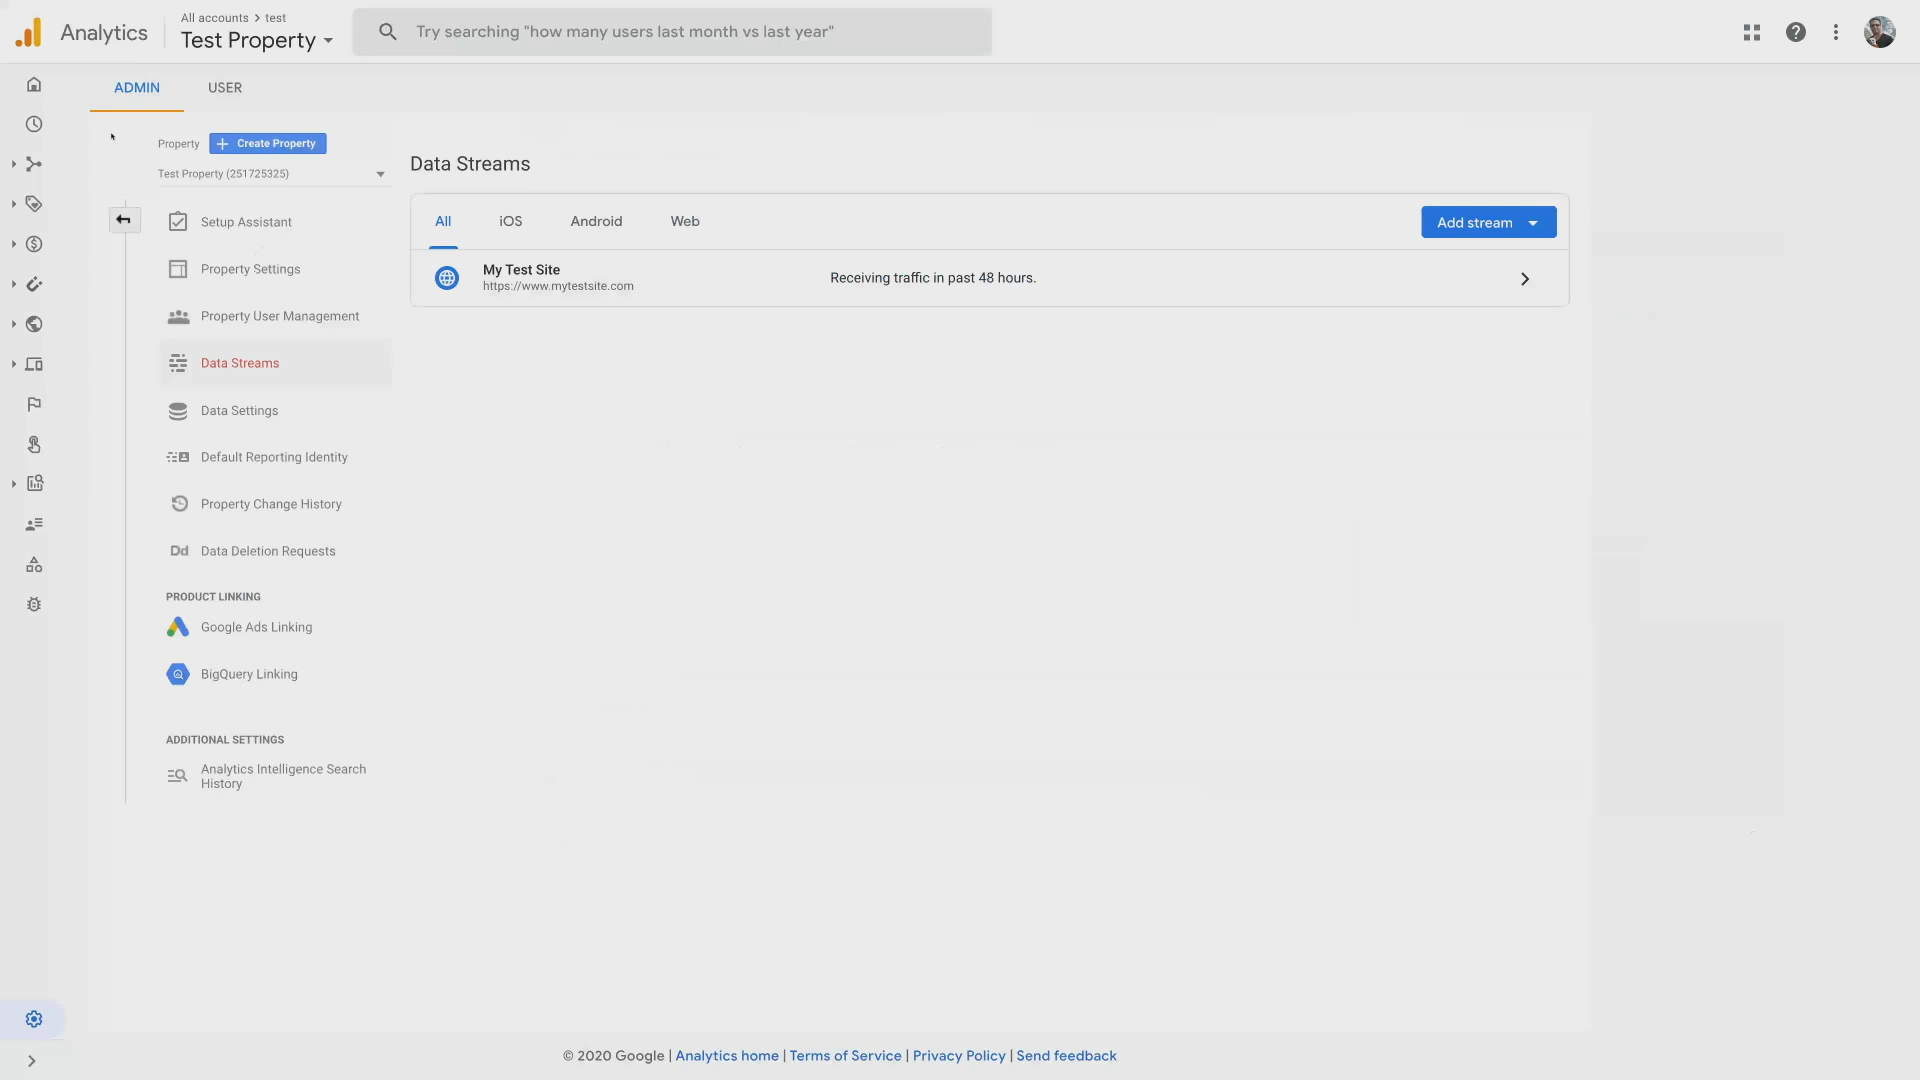 Analytics
All accounts > test
Test Property
Try searching "how many users last month vs last year"
ADMIN
USER
Property
Create Property
Test Property (251725325)
Setup Assistant
Property Settings
Property User Management
Data Streams
Data Settings
Default Reporting Identity
Property Change History
Dd Data Deletion Requests
PRODUCT LINKING
Google Ads Linking
BigQuery Linking
ADDITIONAL SETTINGS
Analytics Intelligence Search
History
Data Streams
All
iOS
Android
Web
Add stream
My Test Site
https://www.mytestsite.com
Receiving traffic in past 48 hours.
© 2020 Google | Analytics home | Terms of Service | Privacy Policy | Send feedback